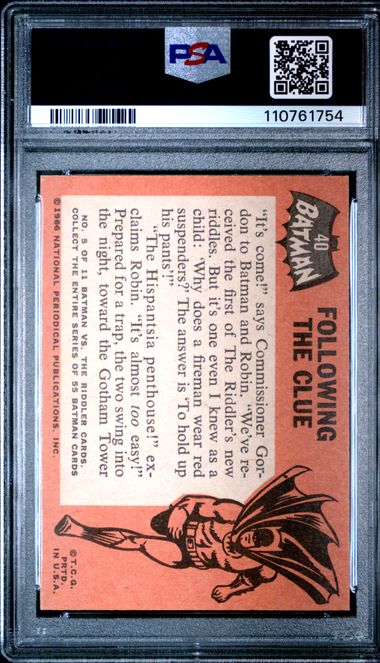 PSA
110761754
40
BATMAN
FOLLOWING
THE CLUE
"It's come!" says Commissioner Gor-
don to Batman and Robin. "We've re-
ceived the first of The Riddler's new
riddles. But it's one even I knew as a
child: 'Why does a fireman wear red
suspenders?' The answer is 'To hold up
his pants'!"
"The Hispantsia penthouse!" ex-
claims Robin. "It's almost too easy!"
Prepared for a trap, the two swing into
the night, toward the Gotham Tower
NO. 5 OF 11 BATMAN VS. THE RIDDLER CARDS.
COLLECT THE ENTIRE SERIES OF 55 BATMAN CARDS
© 1966 NATIONAL PERIODICAL PUBLICATIONS, INC.
© T.C.G.
PRTD.
IN U.S.A.